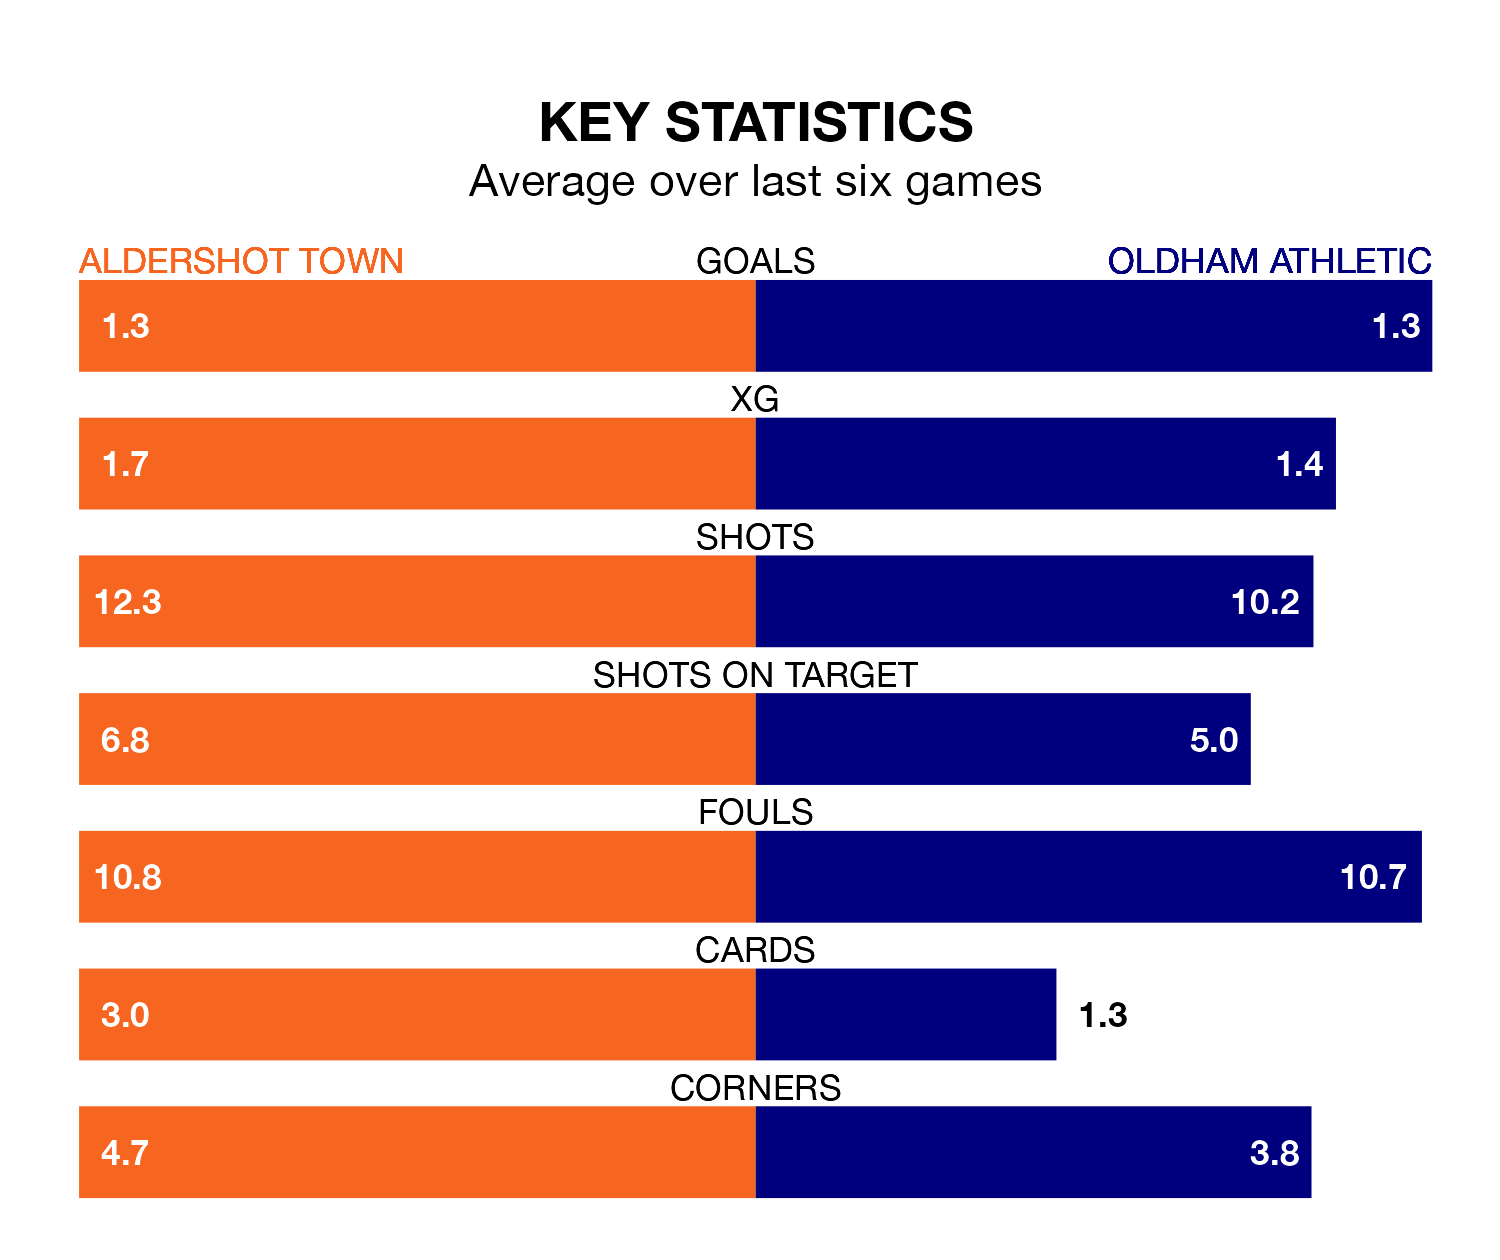 KEY STATISTICS
Average over last six games
ALDERSHOT TOWN GOALS OLDHAM ATHLETIC
1.3 1.3
XG
1.7 1.4
SHOTS
12.3 10.2
SHOTS ON TARGET
6.8 5.0
FOULS
10.8 10.7
CARDS
3.0 1.3
CORNERS
4.7 3.8